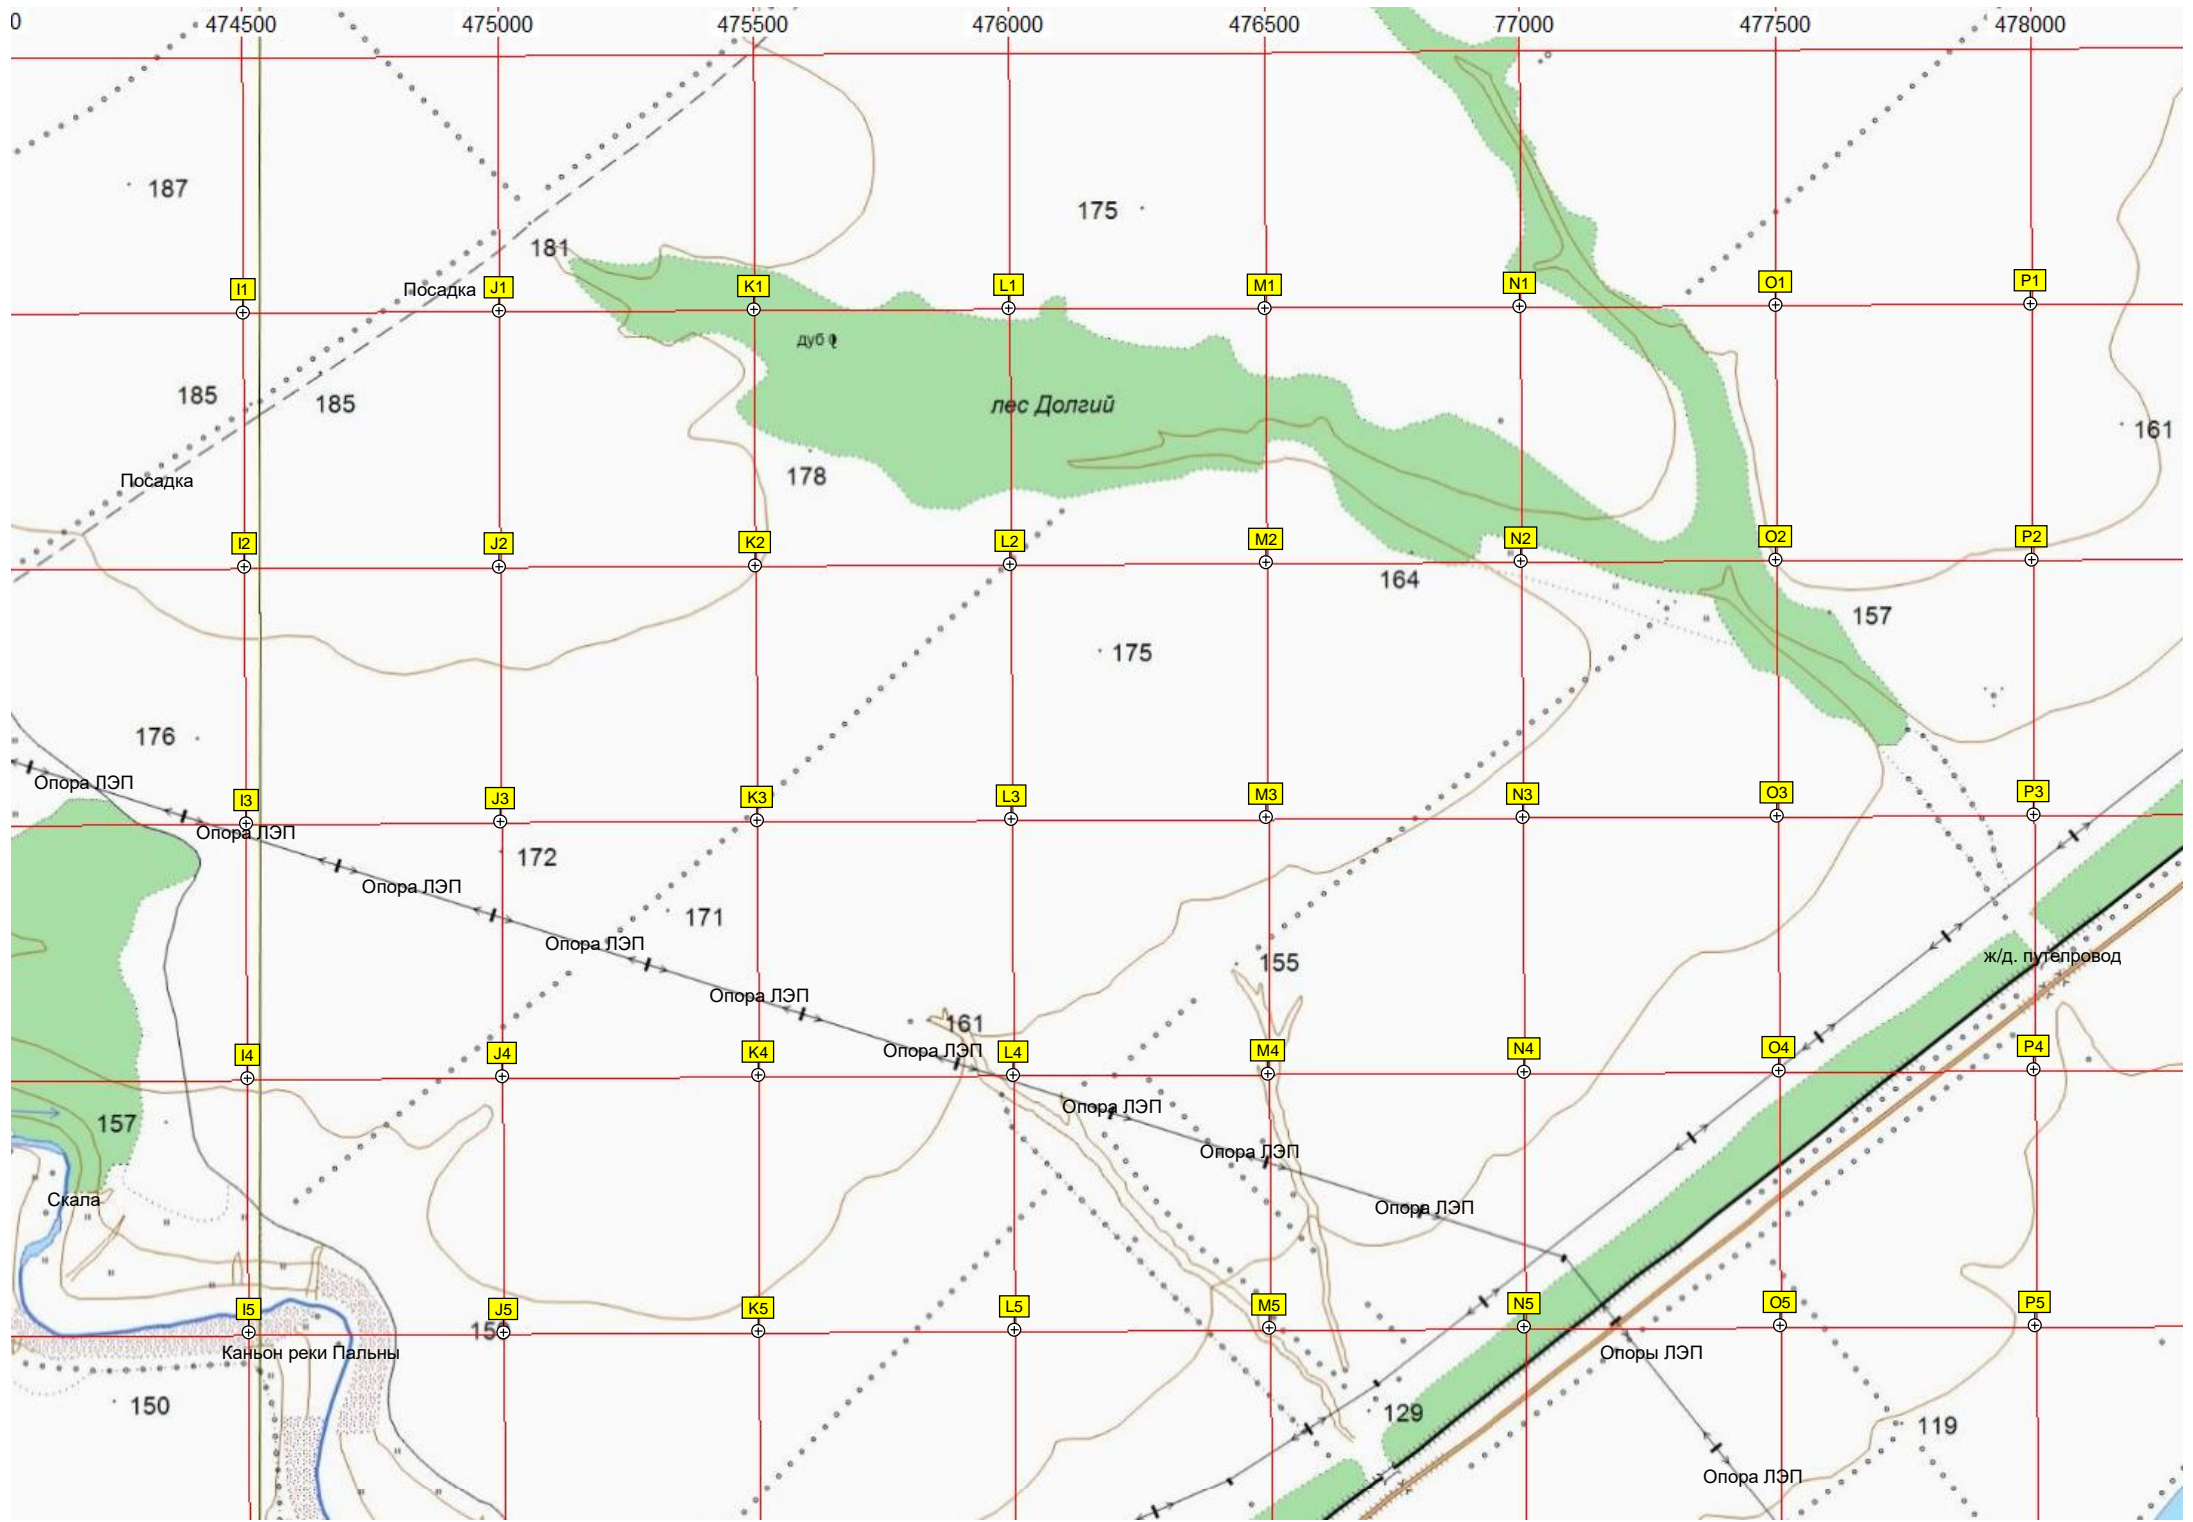 0 474500 475000 475500 476000 476500 77000 477500 478000
187
175
181
Посадка
I1 J1 K1 L1 M1 N1 O1 P1
дуб
185
185
лес Долгий
161
178
Посадка
I2 J2 K2 L2 M2 N2 O2 P2
164
157
175
176
Опора ЛЭП
I3 J3 K3 L3 M3 N3 O3 P3
Опора ЛЭП
172
Опора ЛЭП
171
Опора ЛЭП
155
ж/д. путепровод
Опора ЛЭП
161
Опора ЛЭП
I4 J4 K4 L4 M4 N4 O4 P4
Опора ЛЭП
157
Опора ЛЭП
Скала
Опора ЛЭП
I5 J5 K5 L5 M5 N5 O5 P5
Каньон реки Пальны
Опоры ЛЭП
150
129
119
Опора ЛЭП